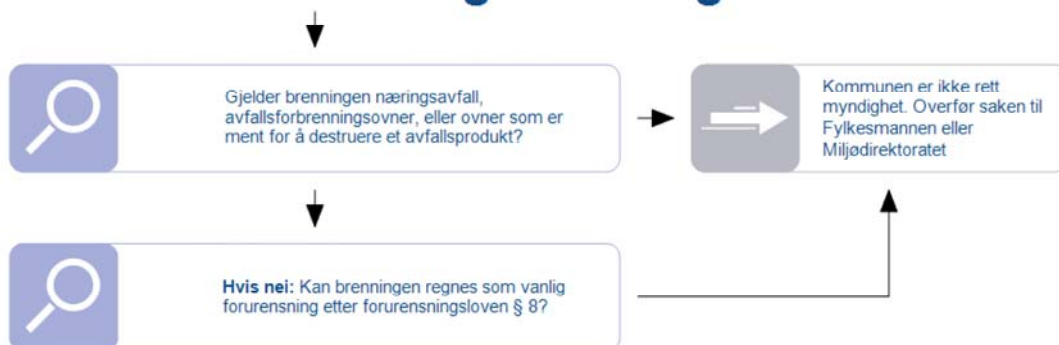 Gjelder brenningen næringsavfall,
avfallsforbrenningsovner, eller ovner som er
ment for å destruere et avfallsprodukt?
Kommunen er ikke rett
myndighet. Overfør saken til
Fylkesmannen eller
Miljødirektoratet
Hvis nei: Kan brenningen regnes som vanlig
forurensning etter forurensningsloven § 8?